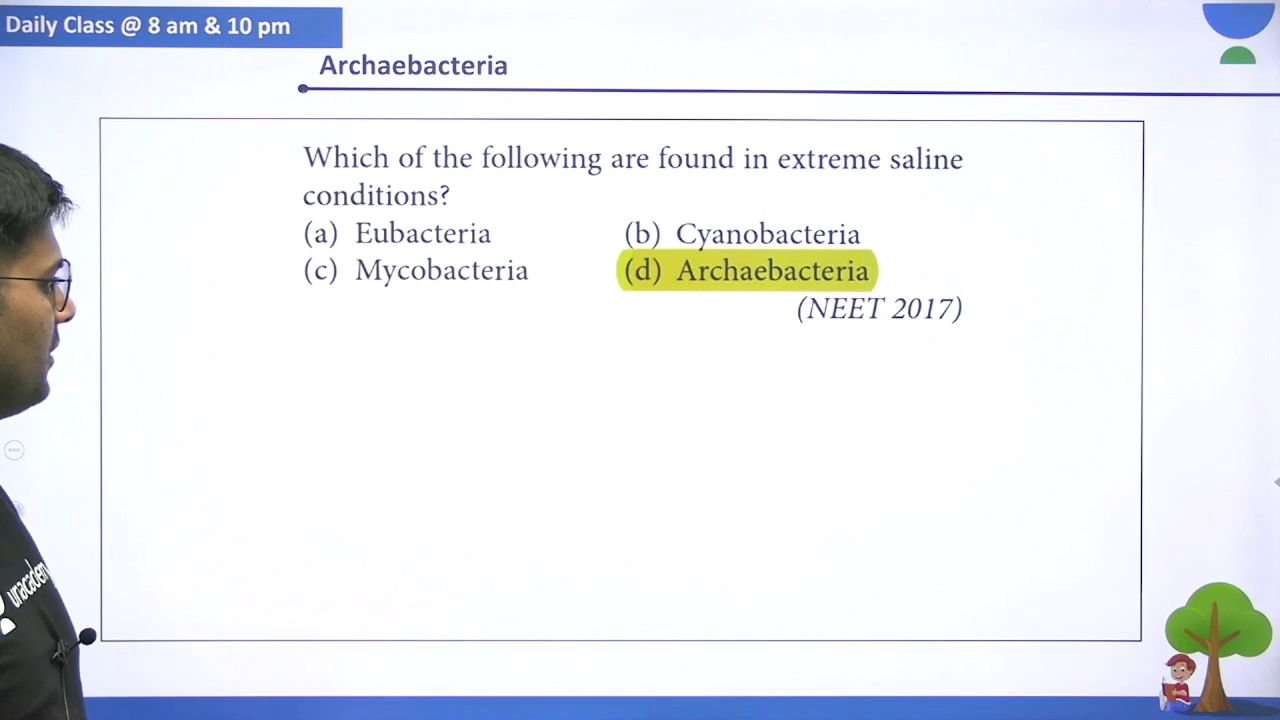 Daily Class @ 8 am & 10 pm
Archaebacteria
Which of the following are found in extreme saline
conditions?
(a) Eubacteria (b) Cyanobacteria
(c) Mycobacteria (d) Archaebacteria
(NEET 2017)